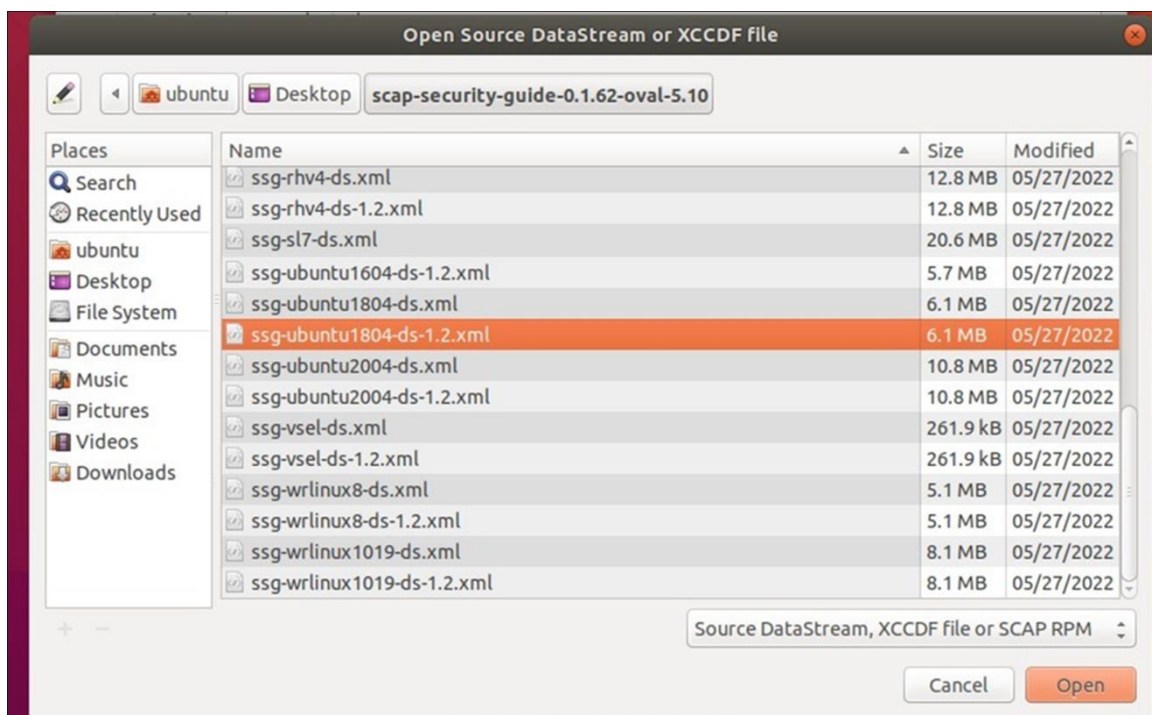 Open Source DataStream or XCCDF file
ubuntu Desktop scap-security-guide-0.1.62-oval-5.10
Places
Search
Recently Used
ubuntu
Desktop
File System
Documents
Music
Pictures
Videos
Downloads
Name Size Modified
ssg-rhv4-ds.xml 12.8 MB 05/27/2022
ssg-rhv4-ds-1.2.xml 12.8 MB 05/27/2022
ssg-sl7-ds.xml 20.6 MB 05/27/2022
ssg-ubuntu1604-ds-1.2.xml 5.7 MB 05/27/2022
ssg-ubuntu1804-ds.xml 6.1 MB 05/27/2022
ssg-ubuntu1804-ds-1.2.xml 6.1 MB 05/27/2022
ssg-ubuntu2004-ds.xml 10.8 MB 05/27/2022
ssg-ubuntu2004-ds-1.2.xml 10.8 MB 05/27/2022
ssg-vsel-ds.xml 261.9 kB 05/27/2022
ssg-vsel-ds-1.2.xml 261.9 kB 05/27/2022
ssg-wrlinux8-ds.xml 5.1 MB 05/27/2022
ssg-wrlinux8-ds-1.2.xml 5.1 MB 05/27/2022
ssg-wrlinux1019-ds.xml 8.1 MB 05/27/2022
ssg-wrlinux1019-ds-1.2.xml 8.1 MB 05/27/2022
Source DataStream, XCCDF file or SCAP RPM
Cancel Open